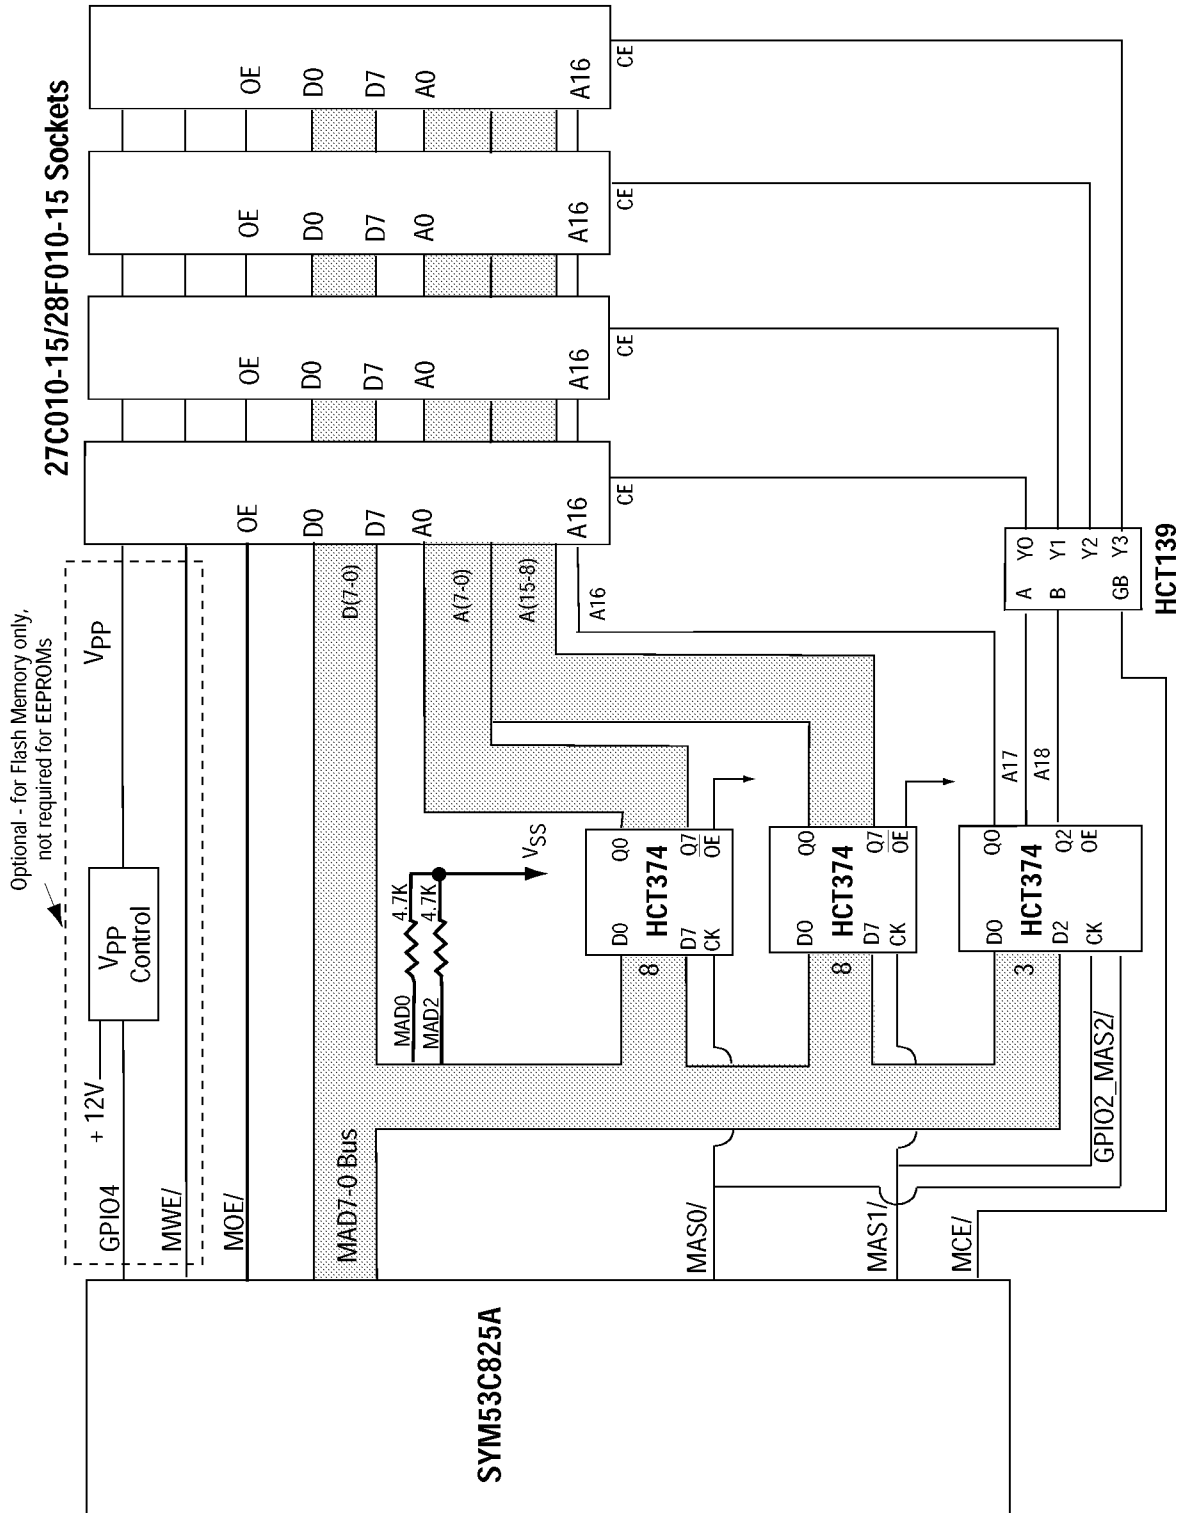 27C010-15/28F010-15 Sockets
Optional - for Flash Memory only,
not required for EEPROMs
+ 12V
VPP
Control
VPP
GPIO4
MWE/
MOE/
MAD7-0 Bus
D(7-0)
A(7-0)
A(15-8)
A16
OE
D0
D7
A0
A16
CE
OE
D0
D7
A0
A16
CE
OE
D0
D7
A0
A16
CE
OE
D0
D7
A0
A16
CE
MAD0
4.7K
MAD2
4.7K
VSS
SYM53C825A
MAS0/
MAS1/
MCE/
GPIO2_MAS2/
8
D0
Q0
HCT374
D7
Q7
CK
OE
8
D0
Q0
HCT374
D7
Q7
CK
OE
3
D0
Q0
HCT374
D2
Q2
CK
OE
A17
A18
A
Y0
B
Y1
Y2
GB
Y3
HCT139